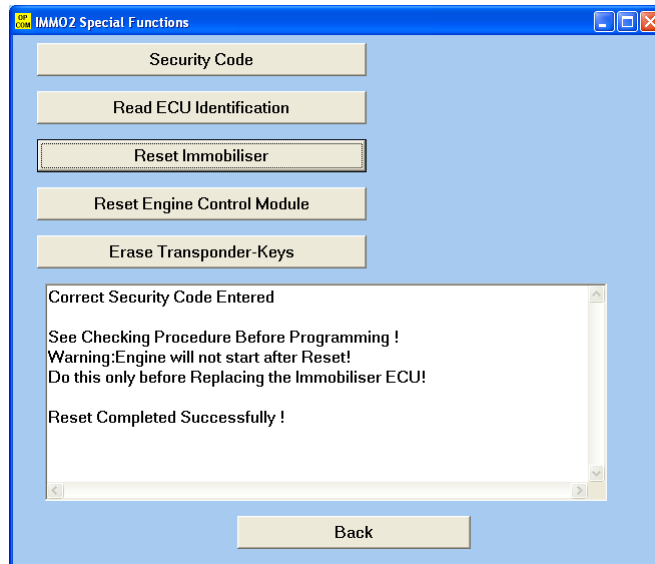 OP COM IMMO2 Special Functions
Security Code
Read ECU Identification
Reset Immobiliser
Reset Engine Control Module
Erase Transponder-Keys
Correct Security Code Entered
See Checking Procedure Before Programming !
Warning:Engine will not start after Reset!
Do this only before Replacing the Immobiliser ECU!
Reset Completed Successfully !
Back